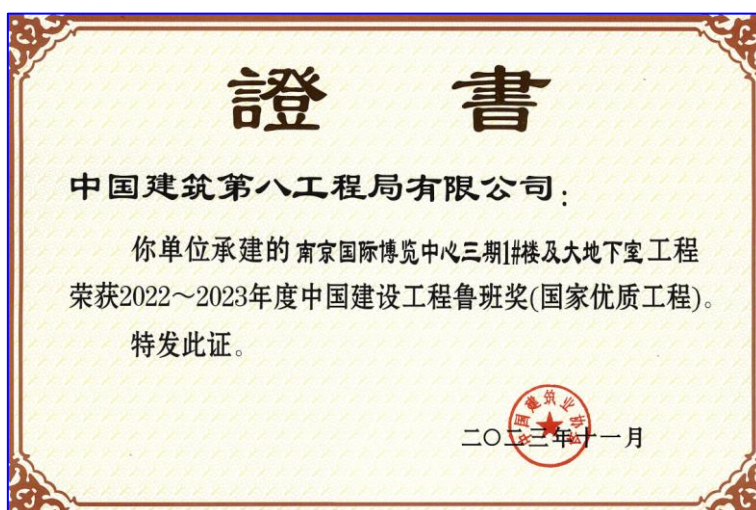 證書
中国建筑第八工程局有限公司：
你单位承建的南京国际博览中心三期1#楼及大地下室工程
荣获2022～2023年度中国建设工程鲁班奖(国家优质工程)。
特发此证。
中国建筑业协会
二〇二三年十一月